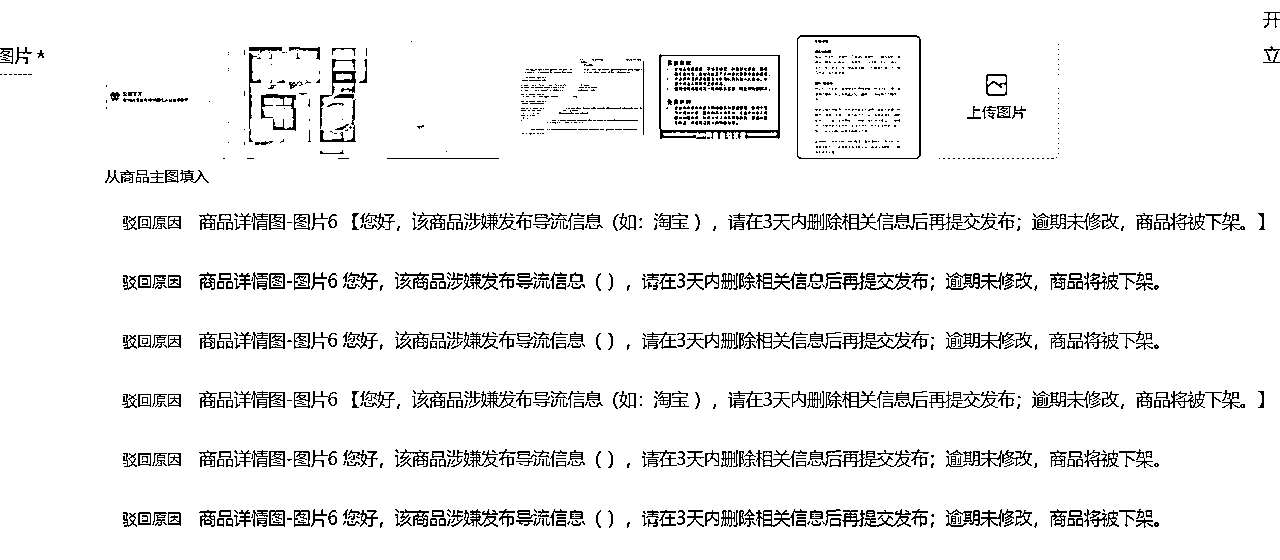 开
立
图片 *
上传图片
从商品主图填入
驳回原因 商品详情图-图片6 【您好，该商品涉嫌发布导流信息（如：淘宝 ），请在3天内删除相关信息后再提交发布；逾期未修改，商品将被下架。】
驳回原因 商品详情图-图片6 您好，该商品涉嫌发布导流信息（ ），请在3天内删除相关信息后再提交发布；逾期未修改，商品将被下架。
驳回原因 商品详情图-图片6 您好，该商品涉嫌发布导流信息（ ），请在3天内删除相关信息后再提交发布；逾期未修改，商品将被下架。
驳回原因 商品详情图-图片6 【您好，该商品涉嫌发布导流信息（如：淘宝 ），请在3天内删除相关信息后再提交发布；逾期未修改，商品将被下架。】
驳回原因 商品详情图-图片6 您好，该商品涉嫌发布导流信息（ ），请在3天内删除相关信息后再提交发布；逾期未修改，商品将被下架。
驳回原因 商品详情图-图片6 您好，该商品涉嫌发布导流信息（ ），请在3天内删除相关信息后再提交发布；逾期未修改，商品将被下架。